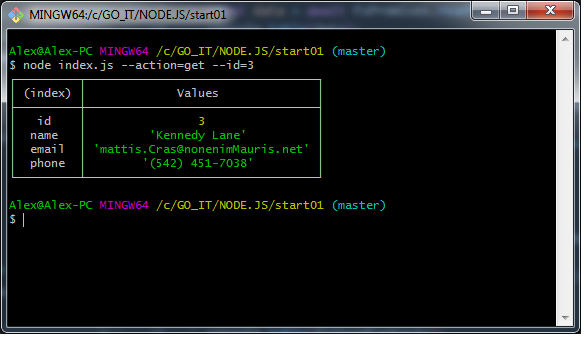 MINGW64:/c/GO_IT/NODEJS/start01
Alex@Alex-PC MINGW64 /c/GO_IT/NODE.JS/start01 (master)
$ node index.js --action=get --id=3
(index) Values
id 3
name 'Kennedy Lane'
email 'mattis.Cras@nonenimMauris.net'
phone '(542) 451-7038'
Alex@Alex-PC MINGW64 /c/GO_IT/NODE.JS/start01 (master)
$